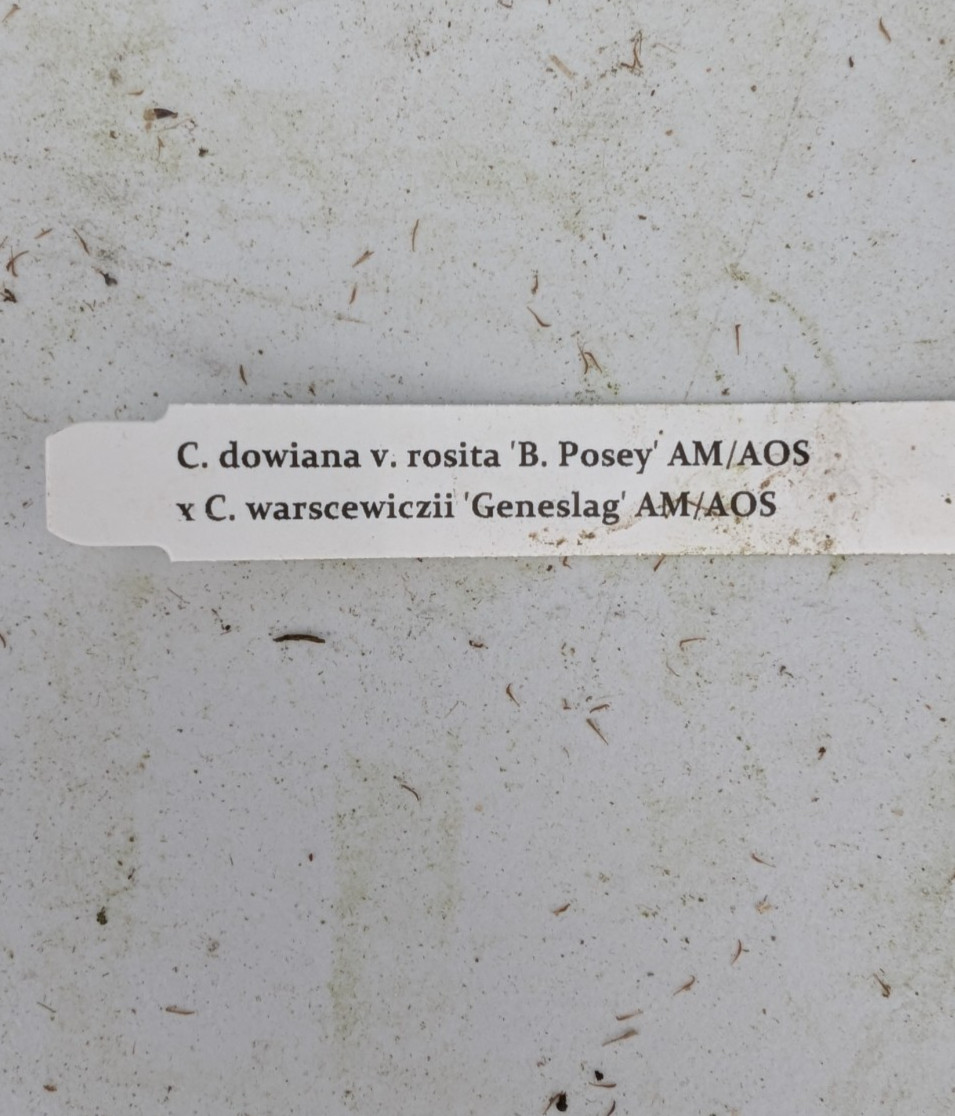 C. dowiana v. rosita 'B. Posey' AM/AOS
x C. warscewiczii 'Geneslag' AM/AOS